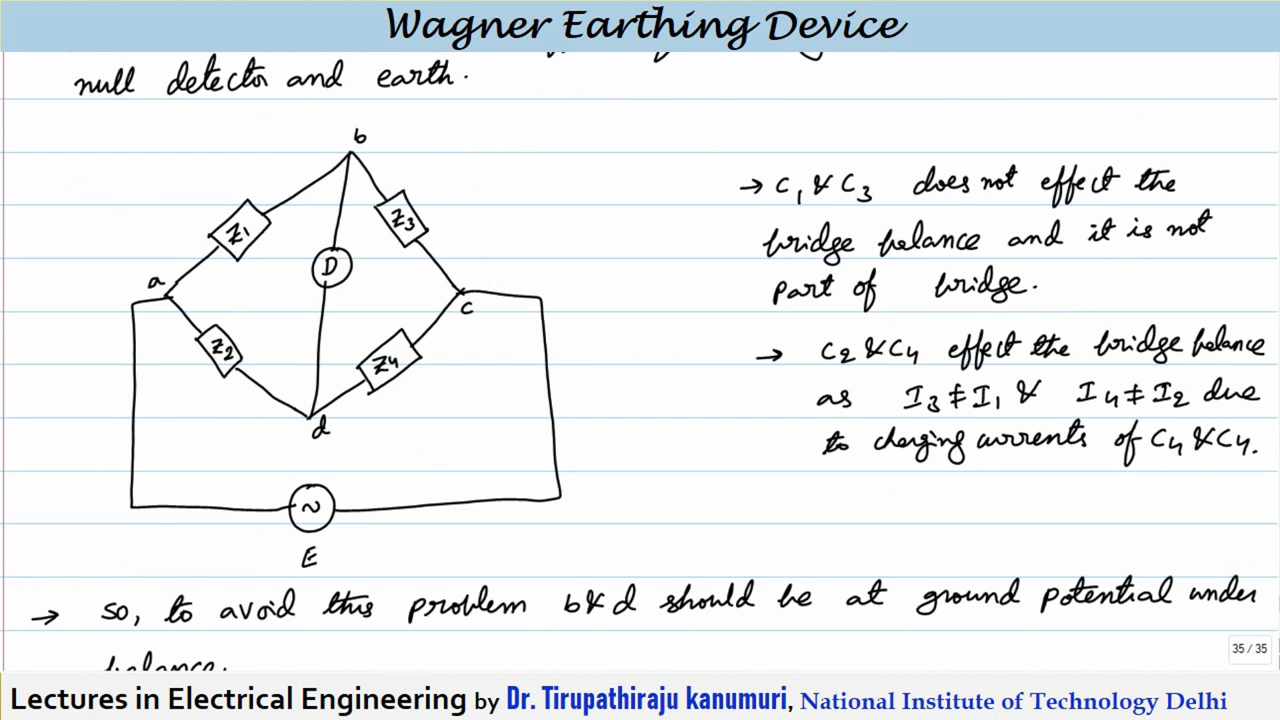 Wagner Earthing Device
null detector and earth.
b
Z1
Z3
D
a
c
Z2
Z4
d
~
E
→ C1 & C3 does not effect the
bridge balance and it is not
part of bridge.
→ C2 & C4 effect the bridge balance
as I3 ≠ I1 & I4 ≠ I2 due
to charging currents of C4 & C4.
→ so, to avoid this problem b & d should be at ground potential under
balance.
35 / 35
Lectures in Electrical Engineering by Dr. Tirupathiraju kanumuri, National Institute of Technology Delhi